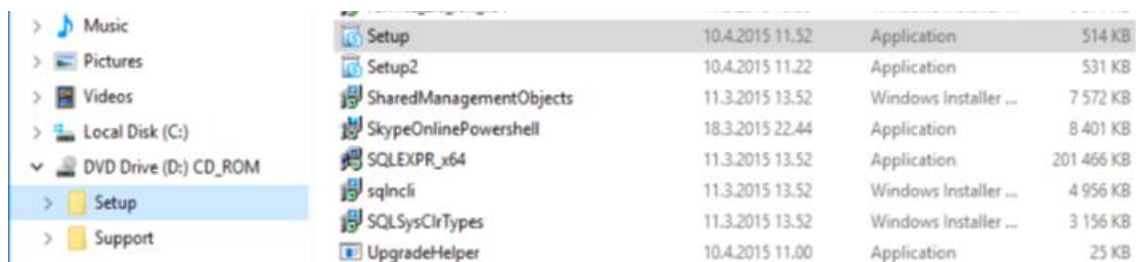 Music
Pictures
Videos
Local Disk (C:)
DVD Drive (D:) CD_ROM
Setup
Support
Setup 10.4.2015 11.52 Application 514 KB
Setup2 10.4.2015 11.22 Application 531 KB
SharedManagementObjects 11.3.2015 13.52 Windows Installer ... 7 572 KB
SkypeOnlinePowershell 18.3.2015 22.44 Application 8 401 KB
SQLEXPR_x64 11.3.2015 13.52 Application 201 466 KB
sqlncli 11.3.2015 13.52 Windows Installer ... 4 956 KB
SQLSysClrTypes 11.3.2015 13.52 Windows Installer ... 3 156 KB
UpgradeHelper 10.4.2015 11.00 Application 25 KB